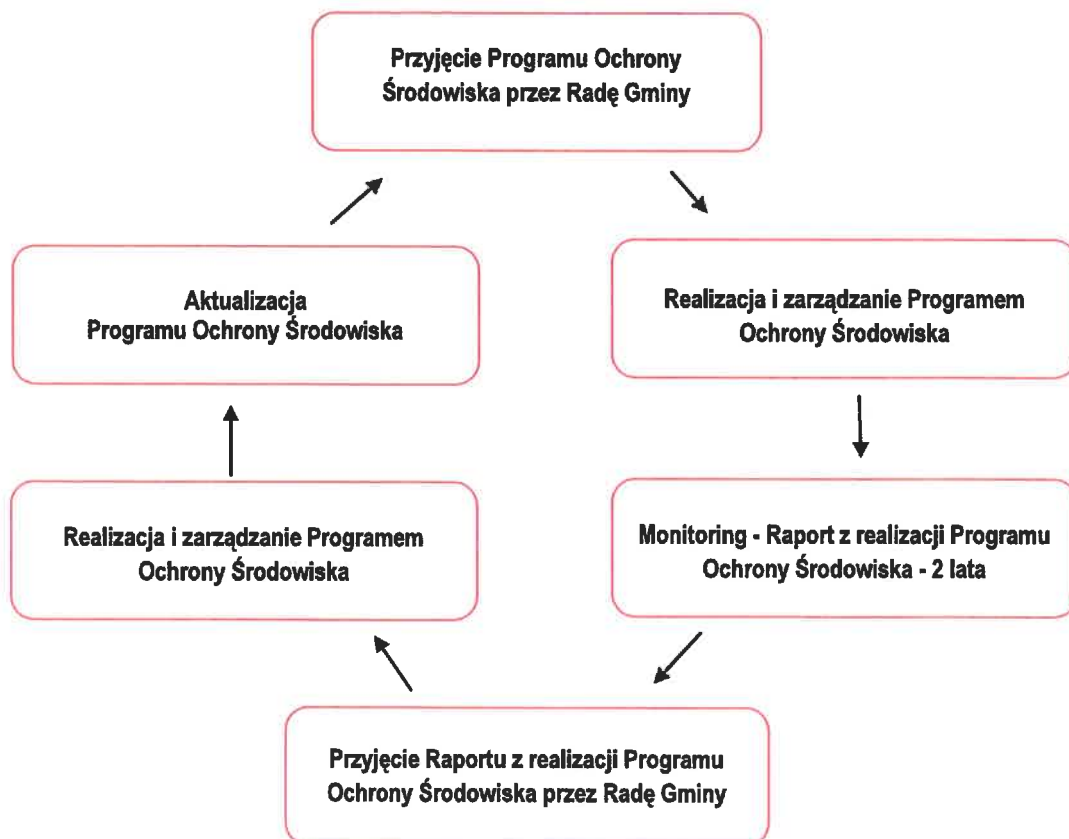 Przyjęcie Programu Ochrony
Środowiska przez Radę Gminy
Aktualizacja
Programu Ochrony Środowiska
Realizacja i zarządzanie Programem
Ochrony Środowiska
Realizacja i zarządzanie Programem
Ochrony Środowiska
Monitoring - Raport z realizacji Programu
Ochrony Środowiska - 2 lata
Przyjęcie Raportu z realizacji Programu
Ochrony Środowiska przez Radę Gminy